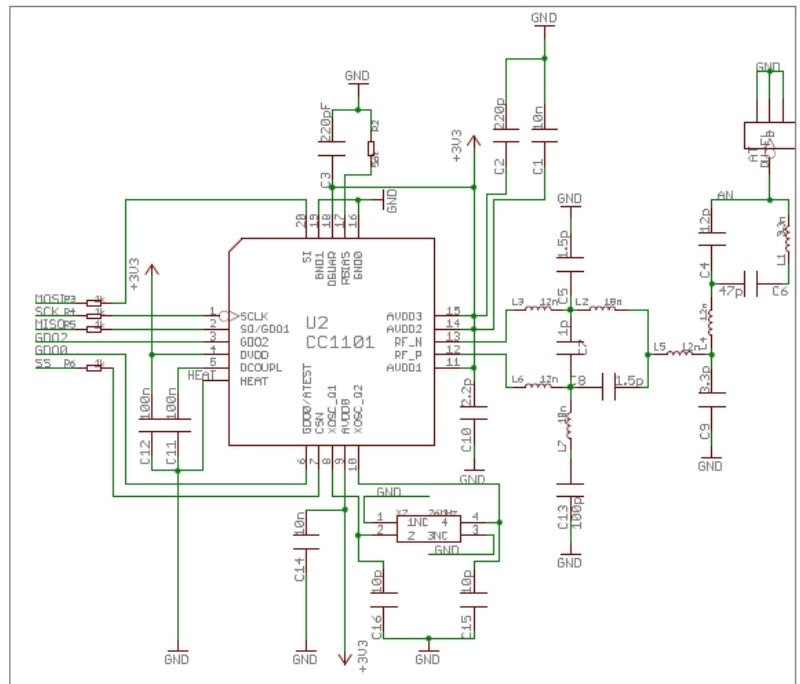 GND
GND
GND
220pF
R2
+3V3
220p
10n
C3
C2
C1
GND
AN
20
19
18
17
16
GND
12p
3.3n
+3V3
SI
GND1
DGUAR
RBIAS
GND0
1.5p
C4
L1
C5
47p
C6
MOSI
R3
1k
SCK
R4
1k
1
SCLK
AVDD3
15
L3
12n
L2
18n
12n
MISO
R5
1k
2
SO/GDO1
U2
AVDD2
14
GDO2
3
GDO2
CC1101
RF_N
13
1p
L4
GDO0
4
DVDD
RF_P
12
L5
12n
SS
R6
1k
5
DCOUPL
AVDD1
11
HEAT
HEAT
L6
12n
C8
1.5p
3.3p
100n
100n
GDO0/ATEST
CSN
XOSC_Q1
AVDD0
XOSC_Q2
2.2p
18n
C12
C11
C10
L7
C9
6
7
8
9
10
GND
GND
GND
X2
26MHz
10n
1
1NC
4
4
C13
100p
2
2
3NC
3
C14
GND
GND
10p
10p
C16
C15
GND
GND
+3V3
GND